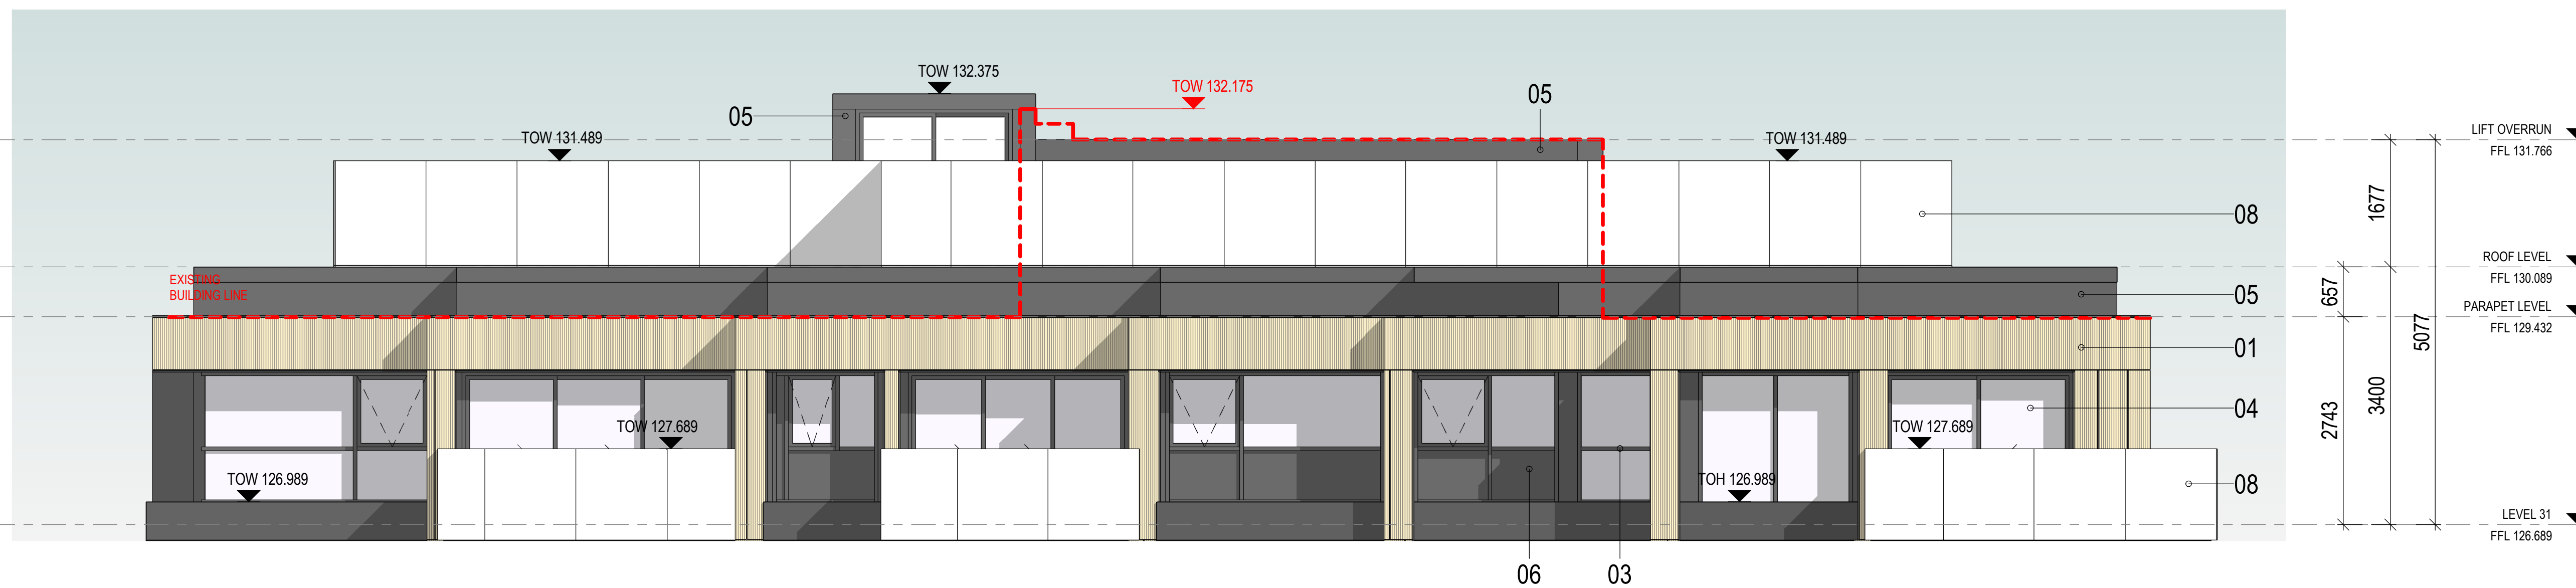 TOW 132.375
TOW 132.175
05
05
TOW 131.489
TOW 131.489
LIFT OVERRUN
FFL 131.766
1677
08
EXISTING
BUILDING LINE
ROOF LEVEL
FFL 130.089
05
657
PARAPET LEVEL
FFL 129.432
5077
01
3400
2743
04
TOW 127.689
TOW 127.689
TOW 126.989
TOH 126.989
08
LEVEL 31
FFL 126.689
06
03